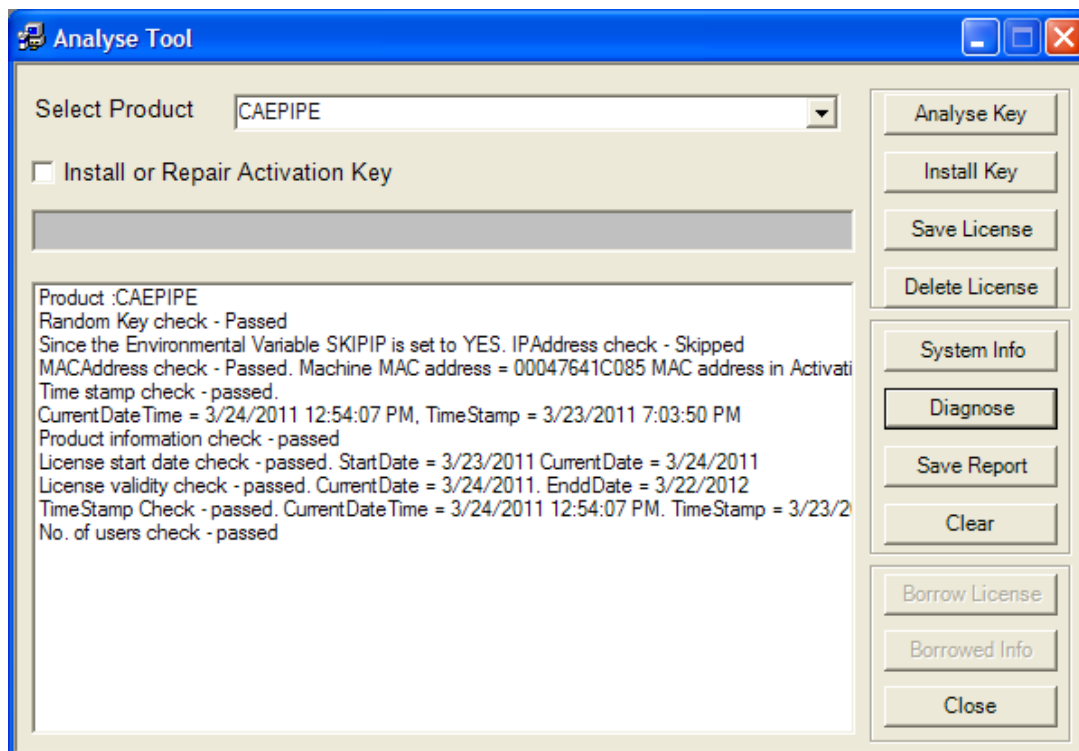 Analyse Tool
Select Product
CAEPIPE
Install or Repair Activation Key
Product :CAEPIPE
Random Key check - Passed
Since the Environmental Variable SKIPIP is set to YES. IPAddress check - Skipped
MACAddress check - Passed. Machine MAC address = 00047641C085 MAC address in Activati
Time stamp check - passed.
CurrentDateTime = 3/24/2011 12:54:07 PM, TimeStamp = 3/23/2011 7:03:50 PM
Product information check - passed
License start date check - passed. StartDate = 3/23/2011 CurrentDate = 3/24/2011
License validity check - passed. CurrentDate = 3/24/2011. EnddDate = 3/22/2012
TimeStamp Check - passed. CurrentDateTime = 3/24/2011 12:54:07 PM. TimeStamp = 3/23/2
No. of users check - passed
Analyse Key
Install Key
Save License
Delete License
System Info
Diagnose
Save Report
Clear
Borrow License
Borrowed Info
Close